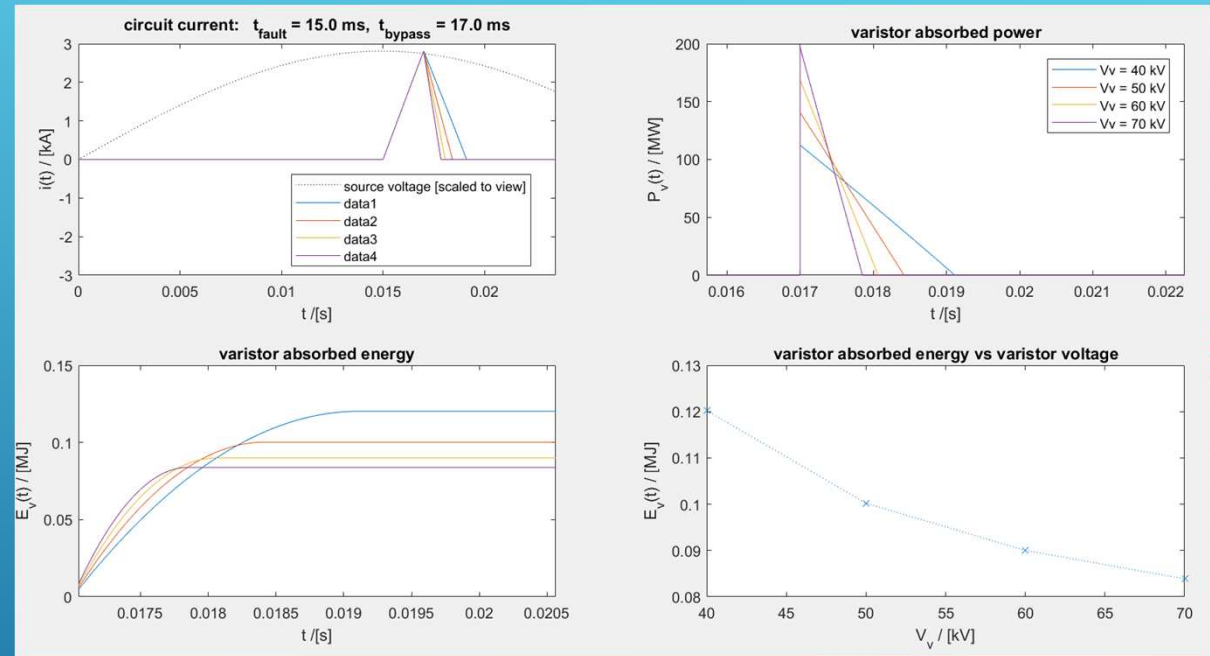 circuit current: t_fault = 15.0 ms, t_bypass = 17.0 ms
3
2
1
0
-1
-2
-3
i(t) / [kA]
source voltage [scaled to view]
data1
data2
data3
data4
0 0.005 0.01 0.015 0.02
t /[s]
varistor absorbed power
200
150
100
50
0
P_v(t) / [MW]
Vv = 40 kV
Vv = 50 kV
Vv = 60 kV
Vv = 70 kV
0.016 0.017 0.018 0.019 0.02 0.021 0.022
t /[s]
varistor absorbed energy
0.15
0.1
0.05
0
E_v(t) / [MJ]
0.0175 0.018 0.0185 0.019 0.0195 0.02 0.0205
t /[s]
varistor absorbed energy vs varistor voltage
0.13
0.12
0.11
0.1
0.09
0.08
E_v(t) / [MJ]
40 45 50 55 60 65 70
V_v / [kV]